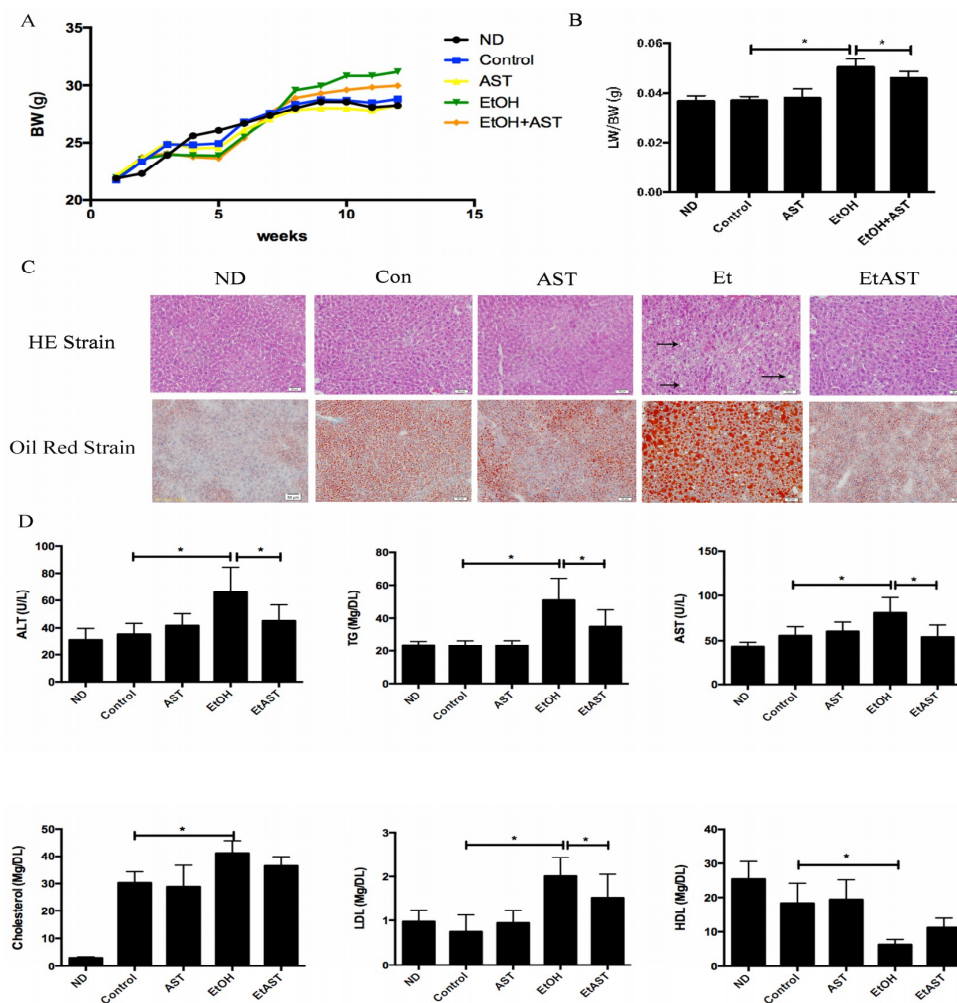 A
BW (g)
35
30
25
20
0
5
10
15
weeks
ND
Control
AST
EtOH
EtOH+AST
B
LW/BW (g)
0.06
0.04
0.02
0.00
*
*
ND
Control
AST
EtOH
EtOH+AST
C
ND
Con
AST
Et
EtAST
HE Strain
Oil Red Strain
D
ALT (U/L)
100
80
60
40
20
0
*
*
ND
Control
AST
EtOH
EtAST
TG (Mg/DL)
80
60
40
20
0
*
*
ND
Control
AST
EtOH
EtAST
AST (U/L)
150
100
50
0
*
*
ND
Control
AST
EtOH
EtAST
Cholesterol (Mg/DL)
50
40
30
20
10
0
*
ND
Control
AST
EtOH
EtAST
LDL (Mg/DL)
3
2
1
0
*
*
ND
Control
AST
EtOH
EtAST
HDL (Mg/DL)
40
30
20
10
0
*
ND
Control
AST
EtOH
EtAST